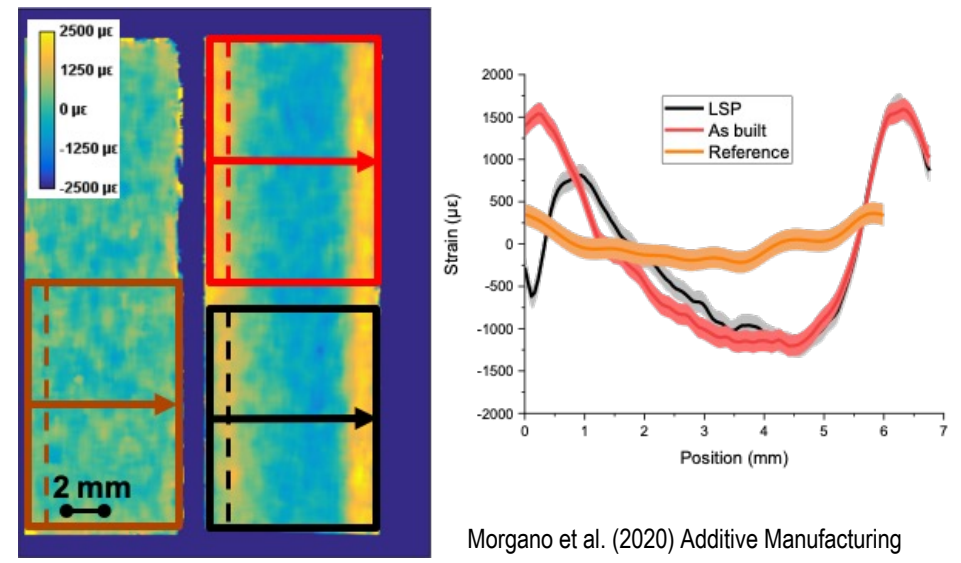 2500 µε
1250 µε
0 µε
-1250 µε
-2500 µε
2 mm
2000
1500
1000
500
0
-500
-1000
-1500
-2000
Strain (µε)
LSP
As built
Reference
0 1 2 3 4 5 6 7
Position (mm)
Morgano et al. (2020) Additive Manufacturing